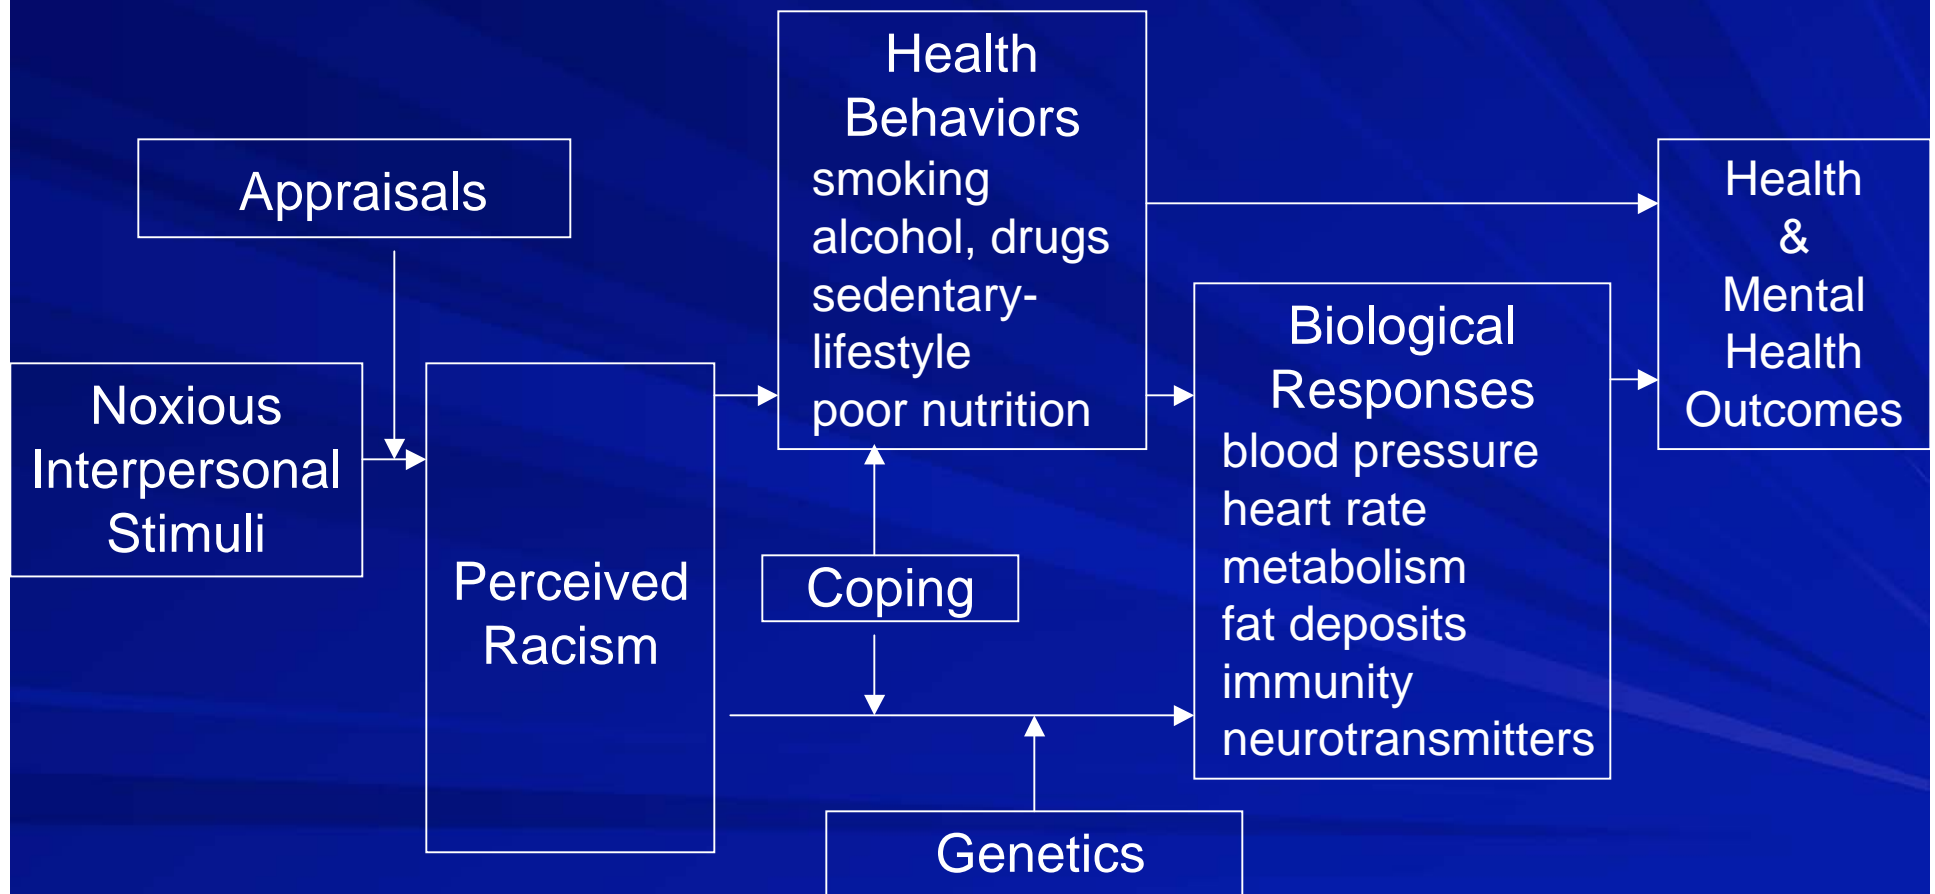 Appraisals
Noxious
Interpersonal
Stimuli
Perceived
Racism
Health
Behaviors
smoking
alcohol, drugs
sedentary-
lifestyle
poor nutrition
Coping
Genetics
Biological
Responses
blood pressure
heart rate
metabolism
fat deposits
immunity
neurotransmitters
Health
&
Mental
Health
Outcomes